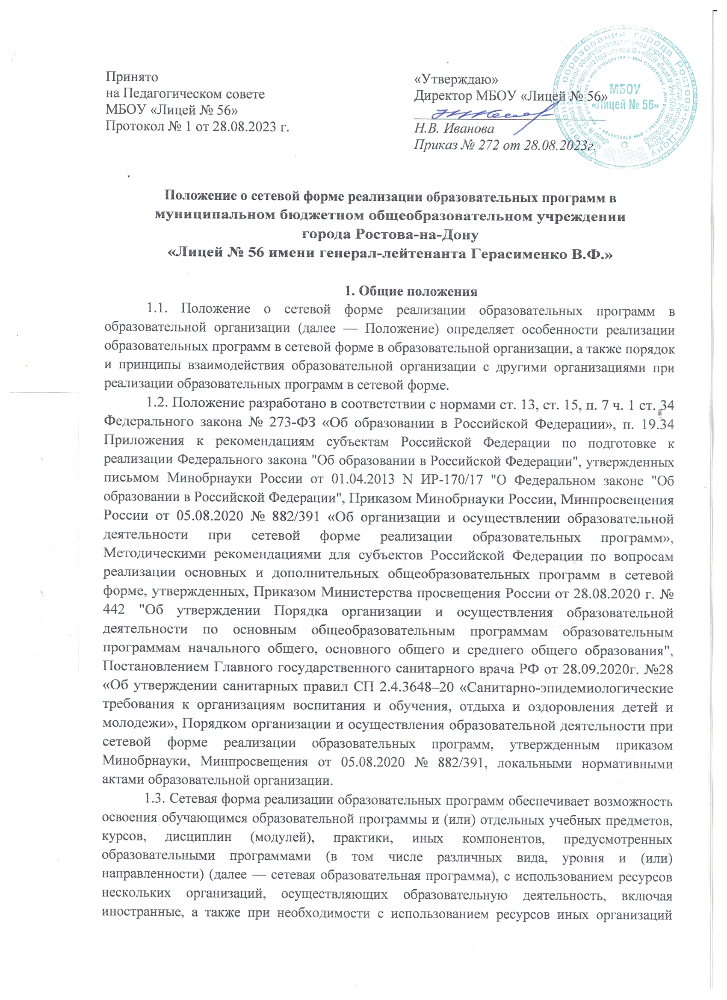 Принято
на Педагогическом совете
МБОУ «Лицей № 56»
Протокол № 1 от 28.08.2023 г.
«Утверждаю»
Директор МБОУ «Лицей № 56»
Н.В. Иванова
Приказ № 272 от 28.08.2023г.
МБОУ
«Лицей № 56»
Положение о сетевой форме реализации образовательных программ в
муниципальном бюджетном общеобразовательном учреждении
города Ростова-на-Дону
«Лицей № 56 имени генерал-лейтенанта Герасименко В.Ф.»
1. Общие положения
1.1. Положение о сетевой форме реализации образовательных программ в
образовательной организации (далее — Положение) определяет особенности реализации
образовательных программ в сетевой форме в образовательной организации, а также порядок
и принципы взаимодействия образовательной организации с другими организациями при
реализации образовательных программ в сетевой форме.
1.2. Положение разработано в соответствии с нормами ст. 13, ст. 15, п. 7 ч. 1 ст. 34
Федерального закона № 273-ФЗ «Об образовании в Российской Федерации», п. 19.34
Приложения к рекомендациям субъектам Российской Федерации по подготовке к
реализации Федерального закона "Об образовании в Российской Федерации", утвержденных
письмом Минобрнауки России от 01.04.2013 N ИР-170/17 "О Федеральном законе "Об
образовании в Российской Федерации", Приказом Минобрнауки России, Минпросвещения
России от 05.08.2020 № 882/391 «Об организации и осуществлении образовательной
деятельности при сетевой форме реализации образовательных программ»,
Методическими рекомендациями для субъектов Российской Федерации по вопросам
реализации основных и дополнительных общеобразовательных программ в сетевой
форме, утвержденных, Приказом Министерства просвещения России от 28.08.2020 г. №
442 "Об утверждении Порядка организации и осуществления образовательной
деятельности по основным общеобразовательным программам образовательным
программам начального общего, основного общего и среднего общего образования",
Постановлением Главного государственного санитарного врача РФ от 28.09.2020г. №28
«Об утверждении санитарных правил СП 2.4.3648–20 «Санитарно-эпидемиологические
требования к организациям воспитания и обучения, отдыха и оздоровления детей и
молодежи», Порядком организации и осуществления образовательной деятельности при
сетевой форме реализации образовательных программ, утвержденным приказом
Минобрнауки, Минпросвещения от 05.08.2020 № 882/391, локальными нормативными
актами образовательной организации.
1.3. Сетевая форма реализации образовательных программ обеспечивает возможность
освоения обучающимся образовательной программы и (или) отдельных учебных предметов,
курсов, дисциплин (модулей), практики, иных компонентов, предусмотренных
образовательными программами (в том числе различных вида, уровня и (или)
направленности) (далее — сетевая образовательная программа), с использованием ресурсов
нескольких организаций, осуществляющих образовательную деятельность, включая
иностранные, а также при необходимости с использованием ресурсов иных организаций